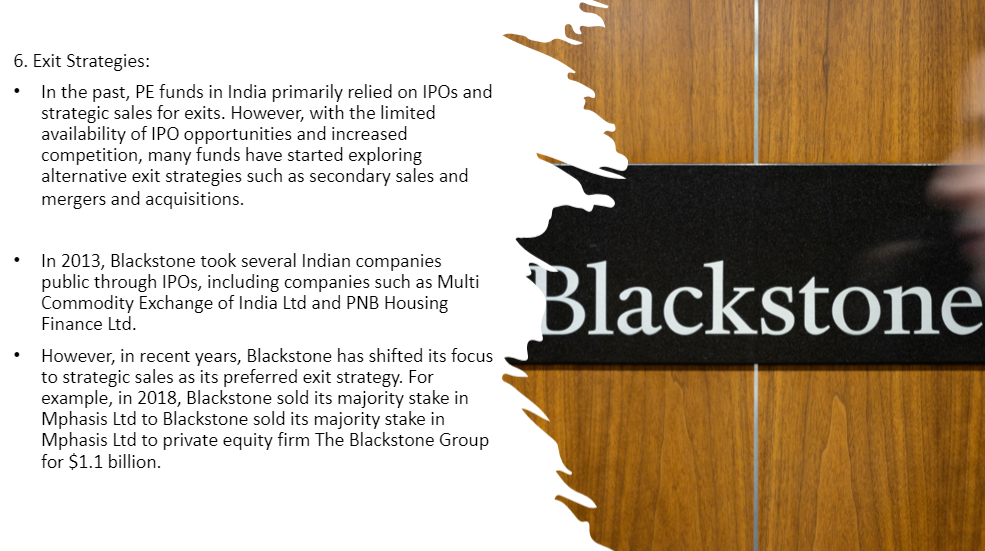 6. Exit Strategies:
• In the past, PE funds in India primarily relied on IPOs and
strategic sales for exits. However, with the limited
availability of IPO opportunities and increased
competition, many funds have started exploring
alternative exit strategies such as secondary sales and
mergers and acquisitions.
• In 2013, Blackstone took several Indian companies
public through IPOs, including companies such as Multi
Commodity Exchange of India Ltd and PNB Housing
Finance Ltd.
• However, in recent years, Blackstone has shifted its focus
to strategic sales as its preferred exit strategy. For
example, in 2018, Blackstone sold its majority stake in
Mphasis Ltd to Blackstone sold its majority stake in
Mphasis Ltd to private equity firm The Blackstone Group
for $1.1 billion.
Blackstone